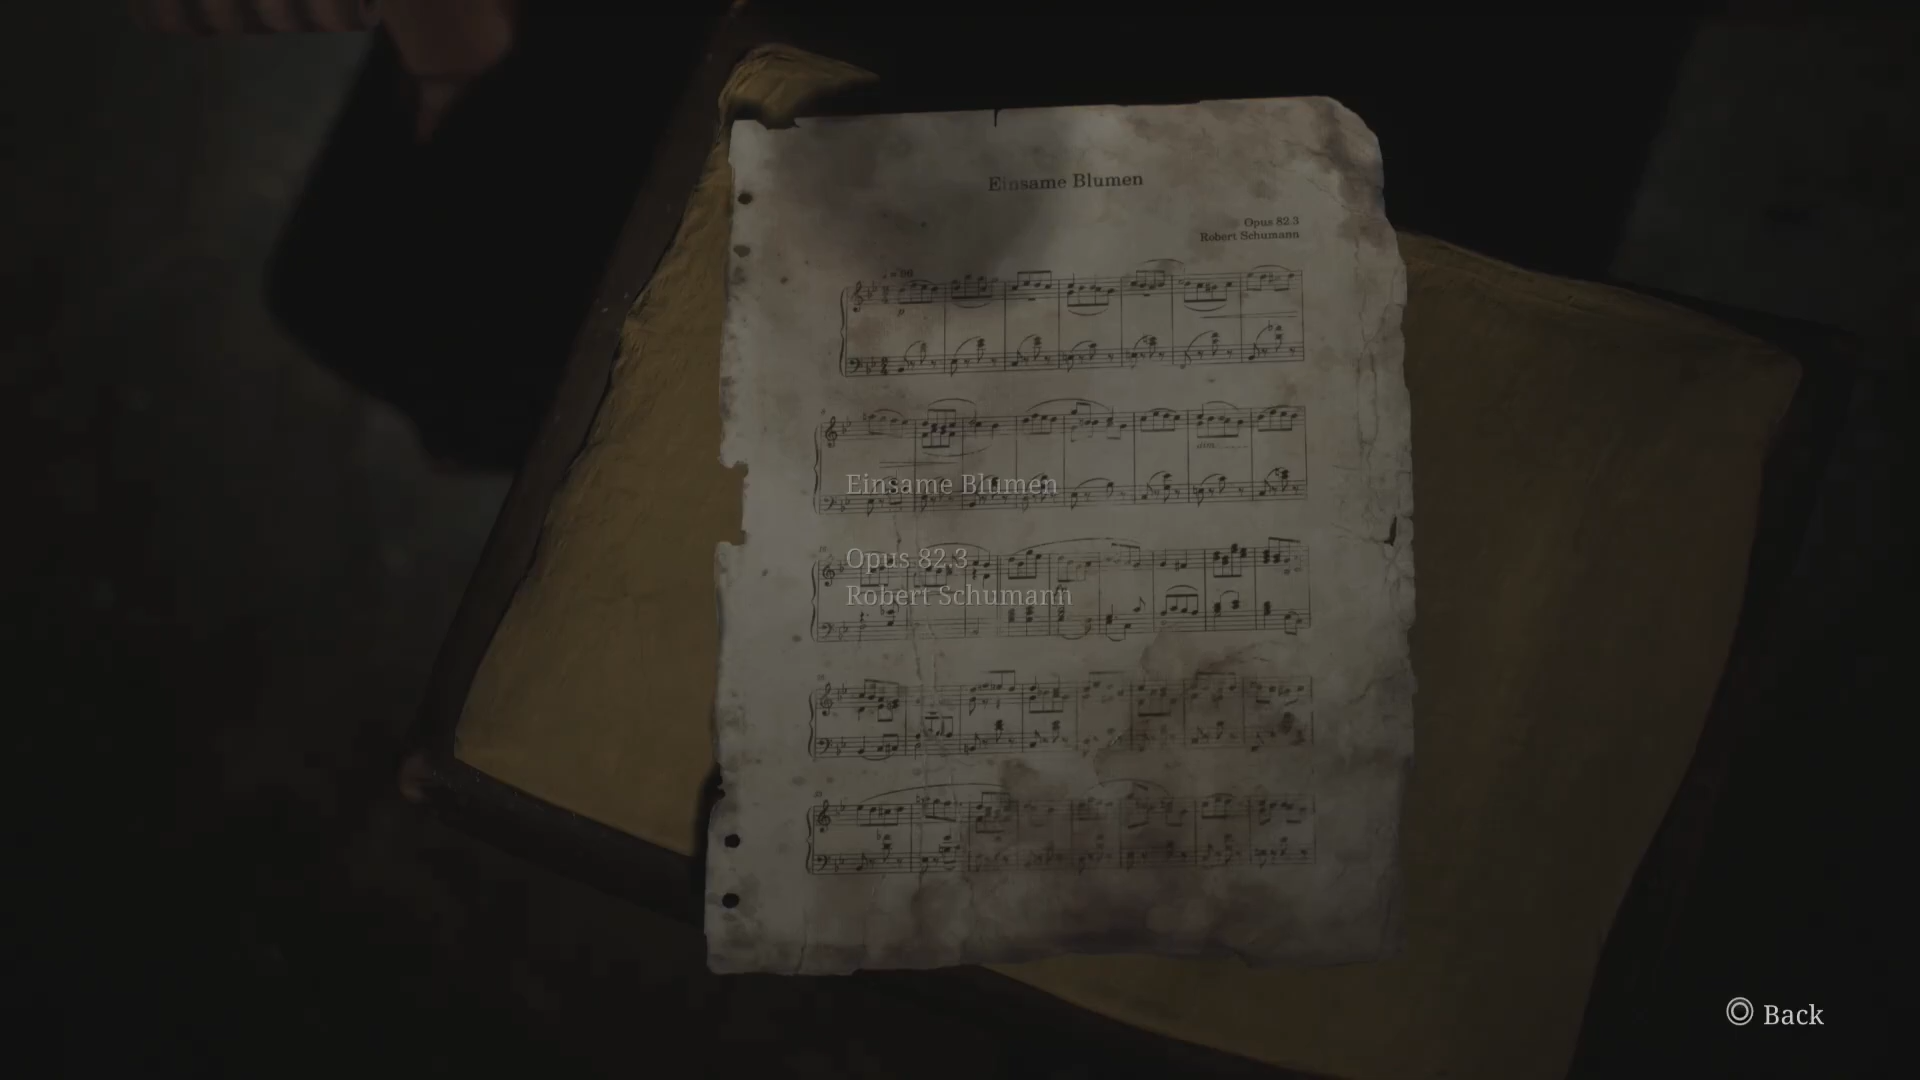 Einsame Blumen
Opus 82.3
Robert Schumann
Einsame Blumen
Opus 82.3
Robert Schumann
Back